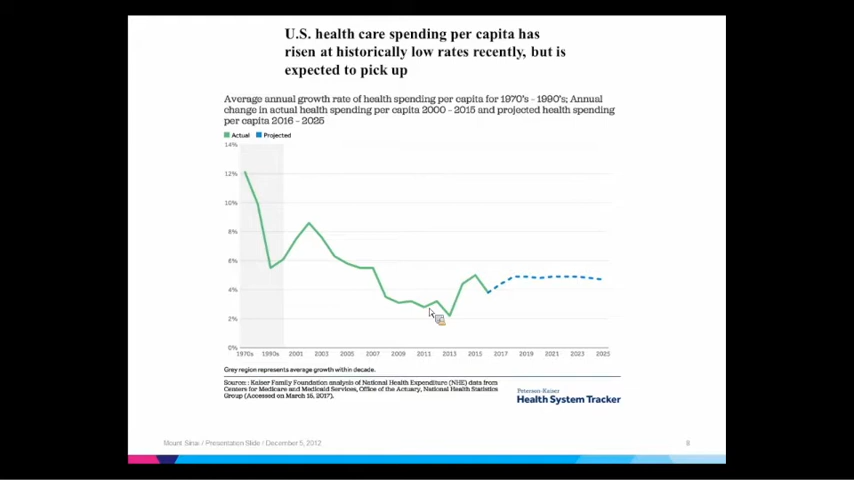 U.S. health care spending per capita has
risen at historically low rates recently, but is
expected to pick up
Average annual growth rate of health spending per capita for 1970's - 1990's; Annual
change in actual health spending per capita 2000 - 2015 and projected health spending
per capita 2016 - 2025
Actual Projected
14%
12%
10%
8%
6%
4%
2%
0%
1970s 1990s 2001 2003 2005 2007 2009 2011 2013 2015 2017 2019 2021 2023 2025
Grey region represents average growth within decade.
Source: : Kaiser Family Foundation analysis of National Health Expenditure (NHE) data from
Centers for Medicare and Medicaid Services, Office of the Actuary, National Health Statistics
Group (Accessed on March 15, 2017).
Peterson-Kaiser
Health System Tracker
Mount Sinai / Presentation Slide / December 5, 2012
8